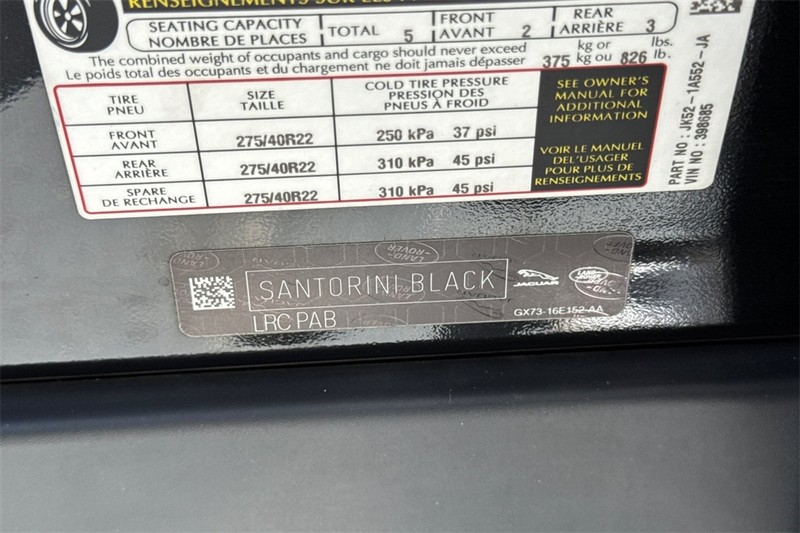 RENSEIGNEMENTS SUR LES
SEATING CAPACITY
NOMBRE DE PLACES
TOTAL 5
FRONT
AVANT 2
REAR
ARRIÈRE 3
The combined weight of occupants and cargo should never exceed
Le poids total des occupants et du chargement ne doit jamais dépasser
375 kg or
kg ou 826 lbs.
lb.
TIRE
PNEU
SIZE
TAILLE
COLD TIRE PRESSURE
PRESSION DES
PNEUS À FROID
FRONT
AVANT
275/40R22
250 kPa 37 psi
REAR
ARRIÈRE
275/40R22
310 kPa 45 psi
SPARE
DE RECHANGE
275/40R22
310 kPa 45 psi
SEE OWNER'S
MANUAL FOR
ADDITIONAL
INFORMATION
VOIR LE MANUEL
DE L'USAGER
POUR PLUS DE
RENSEIGNEMENTS
PART NO : JK52-1A552-JA
VIN NO : 398685
SANTORINI BLACK
LRC PAB
JAGUAR
LAND ROVER
GX73-16E152-AA